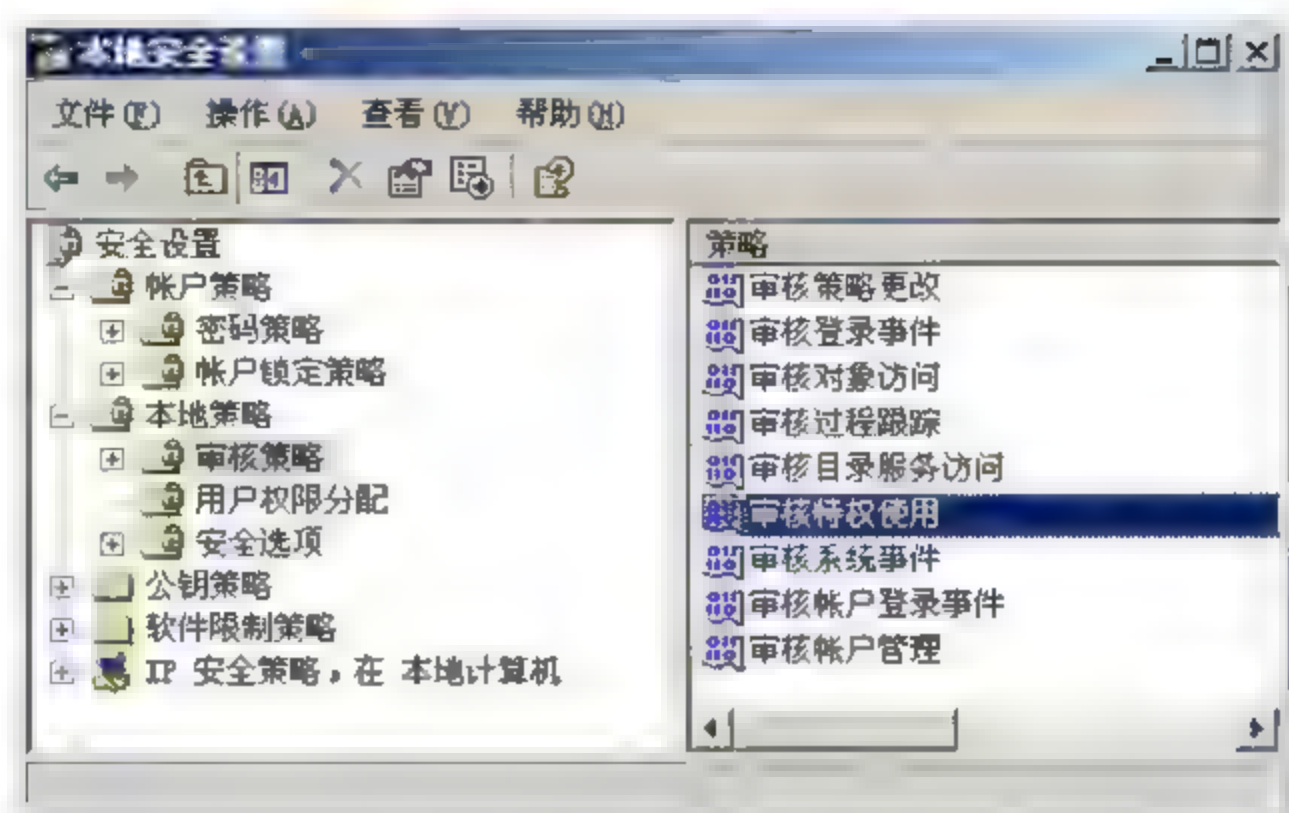 本地安全设置
文件(F) 操作(A) 查看(V) 帮助(H)
安全设置
帐户策略
密码策略
帐户锁定策略
本地策略
审核策略
用户权限分配
安全选项
公钥策略
软件限制策略
IP 安全策略，在 本地计算机
策略
审核策略更改
审核登录事件
审核对象访问
审核过程跟踪
审核目录服务访问
审核特权使用
审核系统事件
审核帐户登录事件
审核帐户管理